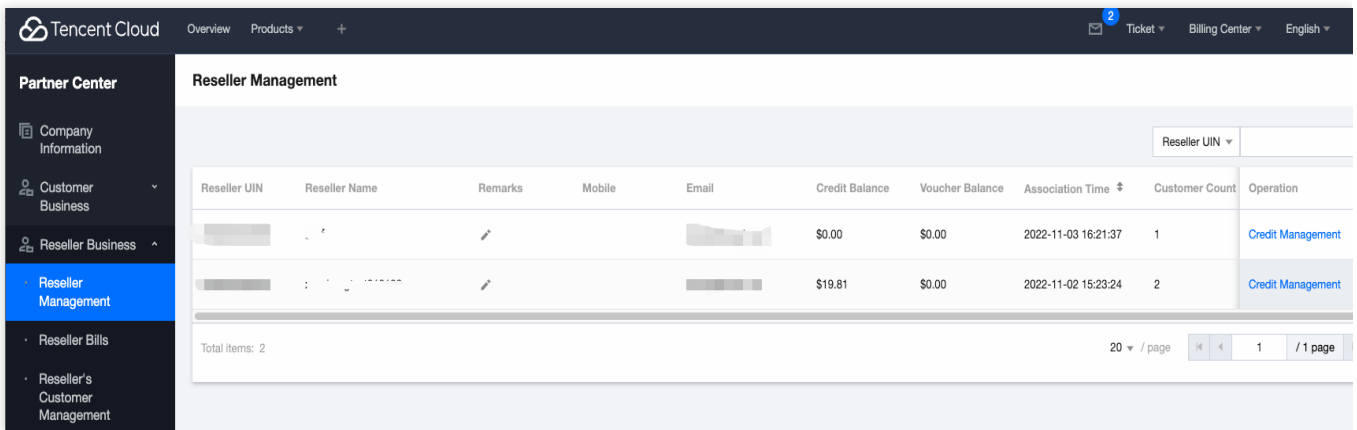 Tencent Cloud Overview Products + 2 Ticket Billing Center English
Partner Center
Reseller Management
Company
Information
Reseller UIN
Customer
Business
Reseller UIN Reseller Name Remarks Mobile Email Credit Balance Voucher Balance Association Time Customer Count Operation
Reseller Business
$0.00 $0.00 2022-11-03 16:21:37 1 Credit Management
Reseller
Management
$19.81 $0.00 2022-11-02 15:23:24 2 Credit Management
Reseller Bills
Total items: 2 20 / page 1 / 1 page
Reseller's
Customer
Management